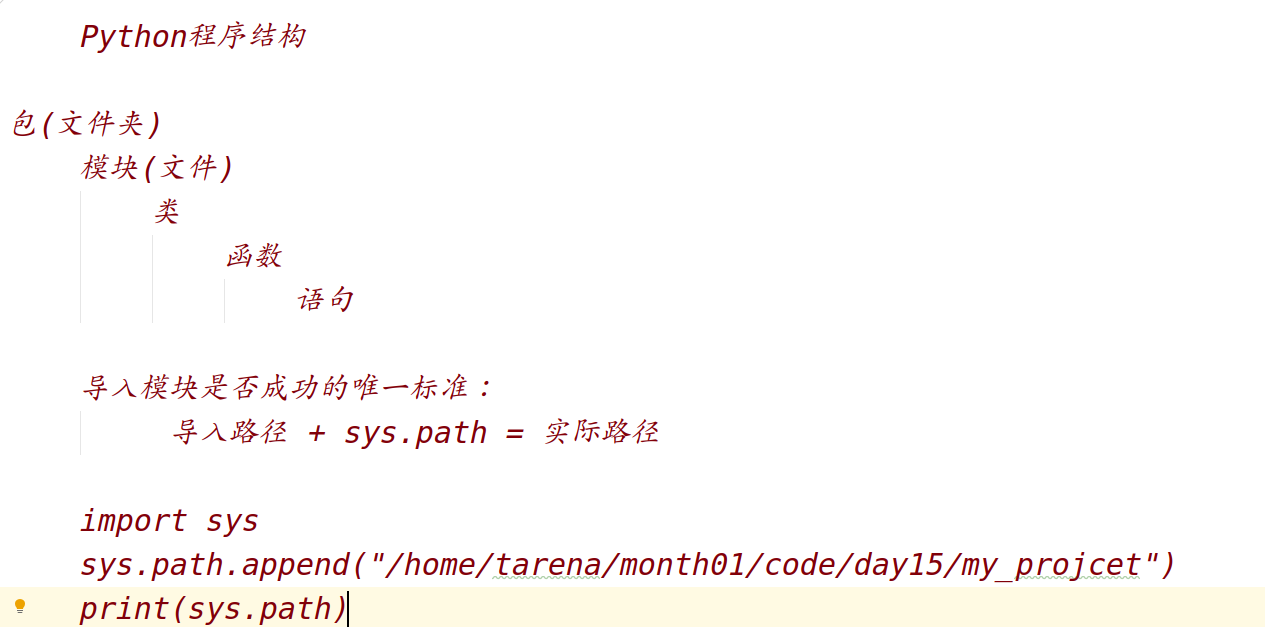 Python程序结构
包(文件夹)
模块(文件)
类
函数
语句
导入模块是否成功的唯一标准：
导入路径 + sys.path = 实际路径
import sys
sys.path.append("/home/tarena/month01/code/day15/my_projcet")
print(sys.path)